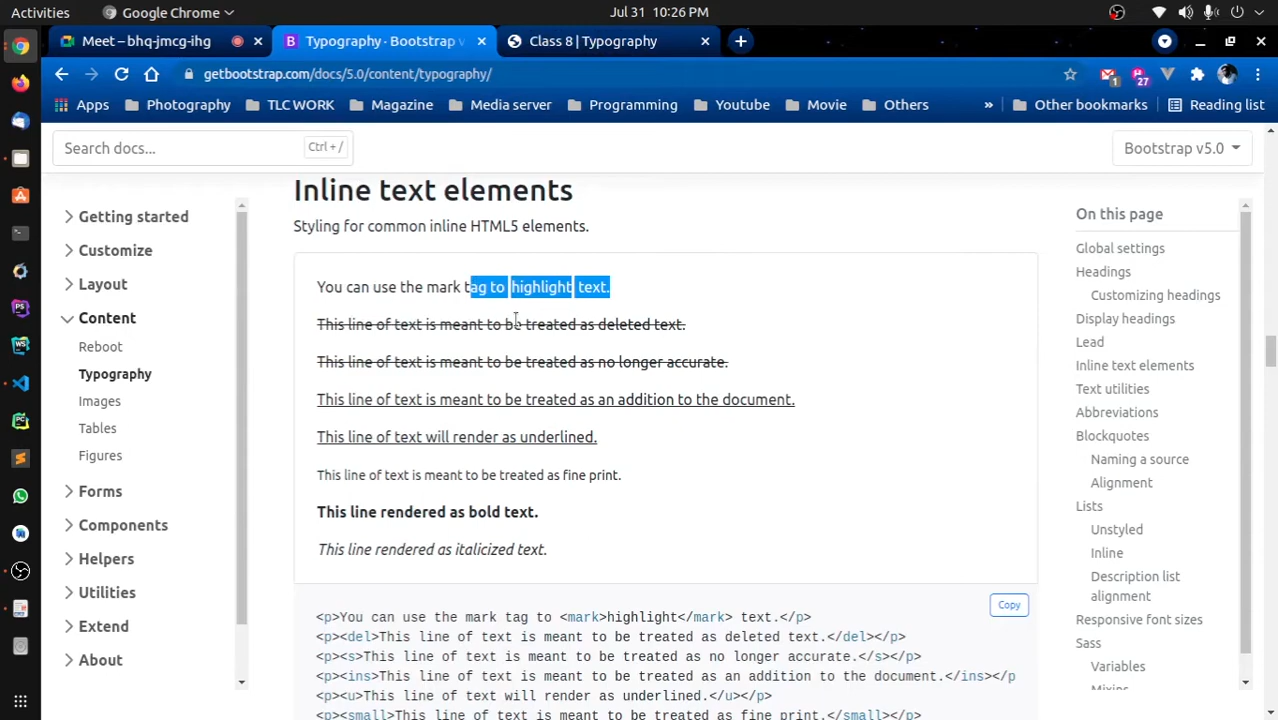 Activities Google Chrome Jul 31 10:26 PM
Meet – bhq-jmcg-ihg Typography · Bootstrap v Class 8 | Typography
getbootstrap.com/docs/5.0/content/typography/ 1 27
Apps Photography TLC WORK Magazine Media server Programming Youtube Movie Others » Other bookmarks Reading list
Search docs... Ctrl + / Bootstrap v5.0
Getting started
Customize
Layout
Content
Reboot
Typography
Images
Tables
Figures
Forms
Components
Helpers
Utilities
Extend
About
Inline text elements
Styling for common inline HTML5 elements.
You can use the mark tag to highlight text.
This line of text is meant to be treated as deleted text.
This line of text is meant to be treated as no longer accurate.
This line of text is meant to be treated as an addition to the document.
This line of text will render as underlined.
This line of text is meant to be treated as fine print.
This line rendered as bold text.
This line rendered as italicized text.
Copy
<p>You can use the mark tag to <mark>highlight</mark> text.</p>
<p><del>This line of text is meant to be treated as deleted text.</del></p>
<p><s>This line of text is meant to be treated as no longer accurate.</s></p>
<p><ins>This line of text is meant to be treated as an addition to the document.</ins></p
<p><u>This line of text will render as underlined.</u></p>
<p><small>This line of text is meant to be treated as fine print.</small></p>
On this page
Global settings
Headings
Customizing headings
Display headings
Lead
Inline text elements
Text utilities
Abbreviations
Blockquotes
Naming a source
Alignment
Lists
Unstyled
Inline
Description list
alignment
Responsive font sizes
Sass
Variables
Mixins